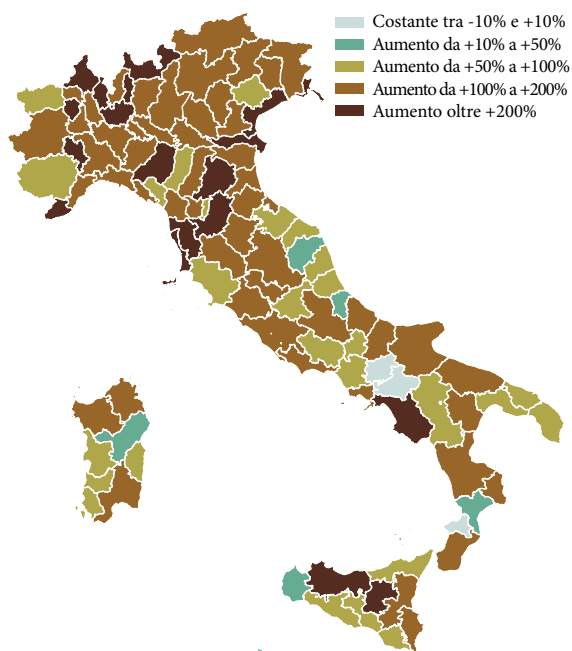 Costante tra -10% e +10%
Aumento da +10% a +50%
Aumento da +50% a +100%
Aumento da +100% a +200%
Aumento oltre +200%